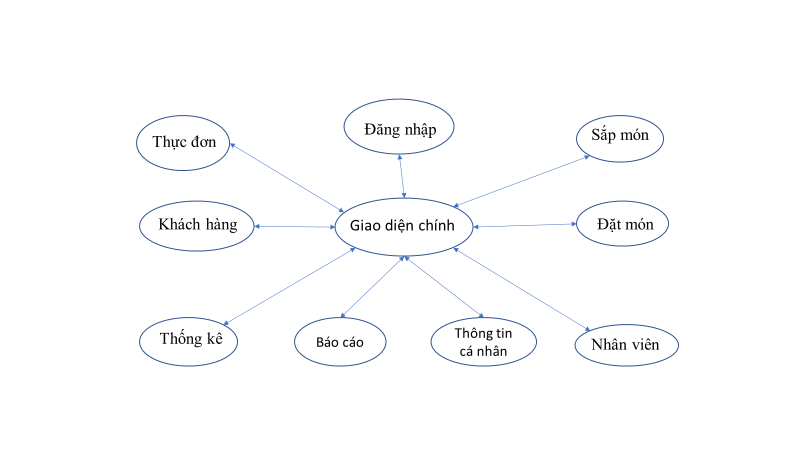 Đăng nhập
Thực đơn
Sắp món
Khách hàng
Giao diện chính
Đặt món
Thống kê
Báo cáo
Thông tin
cá nhân
Nhân viên